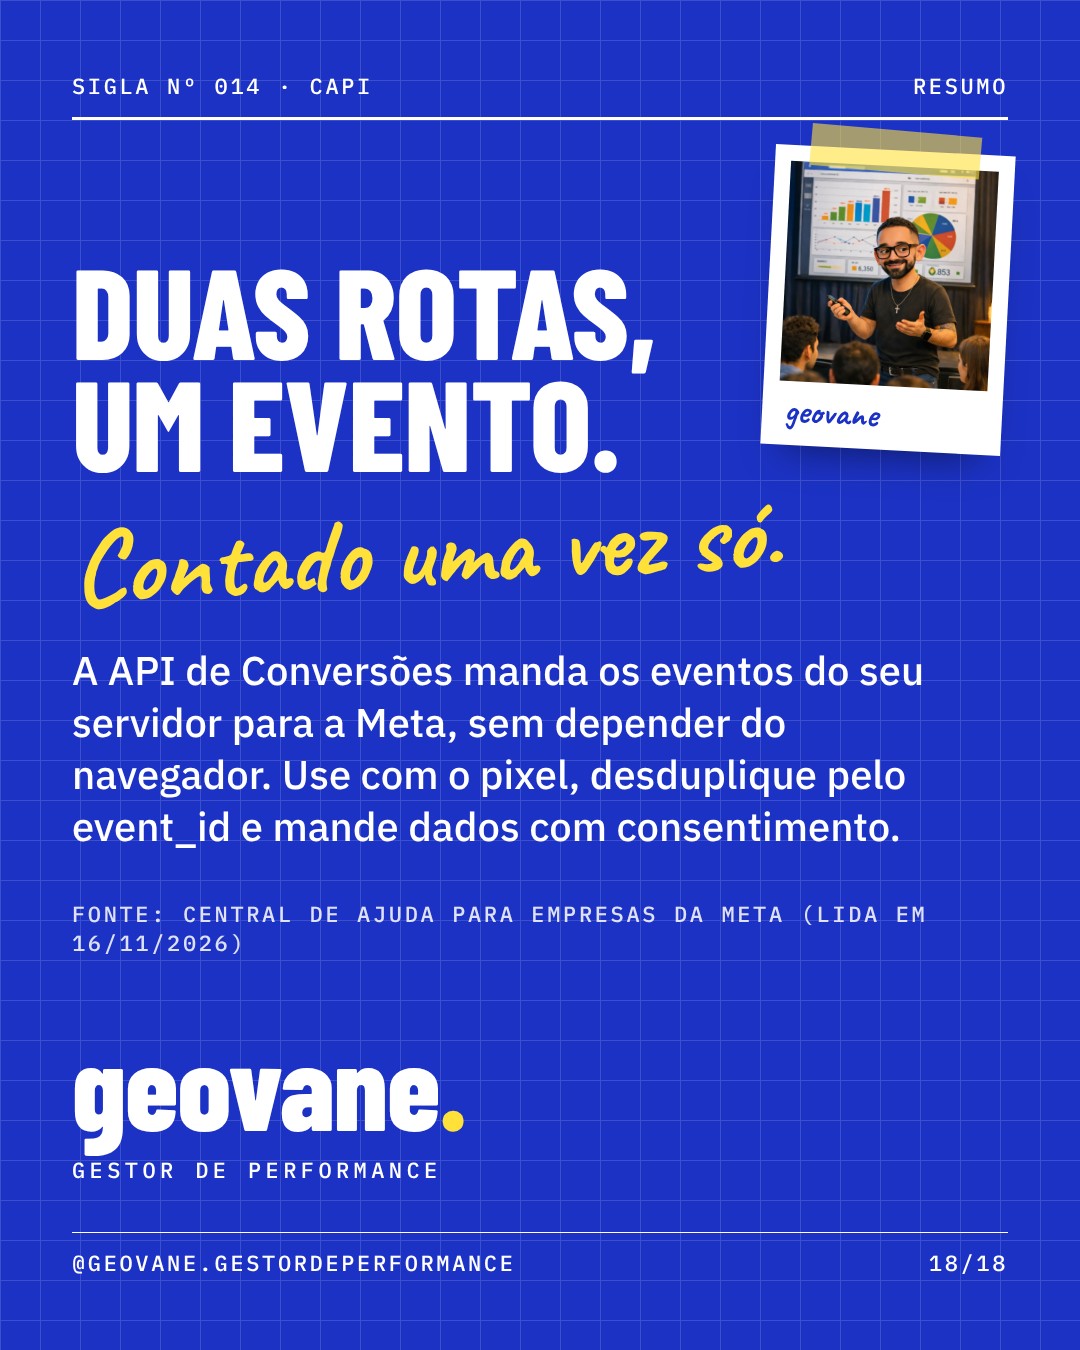 SIGLA Nº 014 · CAPI
RESUMO
DUAS ROTAS,
UM EVENTO.
geovane
Contado uma vez só.
A API de Conversões manda os eventos do seu
servidor para a Meta, sem depender do
navegador. Use com o pixel, desduplique pelo
event_id e mande dados com consentimento.
FONTE: CENTRAL DE AJUDA PARA EMPRESAS DA META (LIDA EM
16/11/2026)
geovane.
GESTOR DE PERFORMANCE
@GEOVANE.GESTORDEPERFORMANCE
18/18